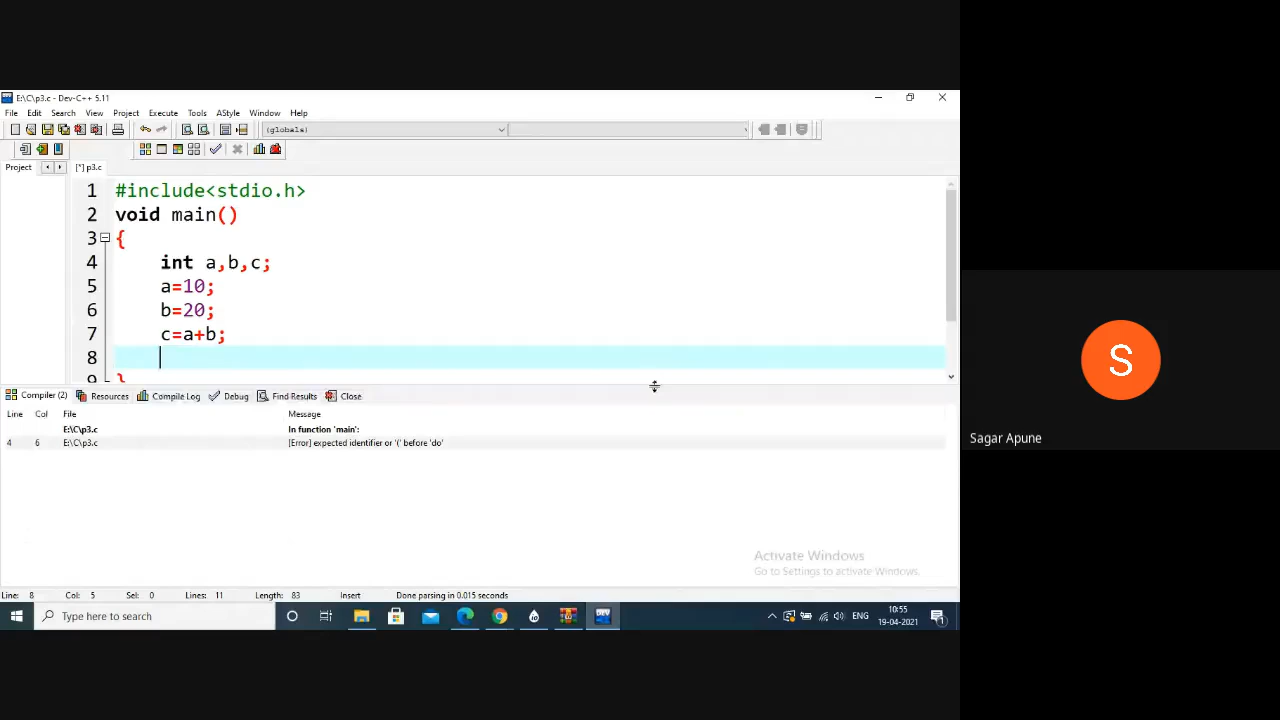 E:\C\p3.c - Dev-C++ 5.11
File Edit Search View Project Execute Tools AStyle Window Help
(globals)
Project
[*] p3.c
1 #include<stdio.h>
2 void main()
3 {
4 int a,b,c;
5 a=10;
6 b=20;
7 c=a+b;
8
9 }
Compiler (2) Resources Compile Log Debug Find Results Close
Line Col File Message
E:\C\p3.c In function 'main':
4 6 E:\C\p3.c [Error] expected identifier or '(' before 'do'
Activate Windows
Go to Settings to activate Windows.
Line: 8 Col: 5 Sel: 0 Lines: 11 Length: 83 Insert Done parsing in 0.015 seconds
Type here to search
DEV
ENG
10:55
19-04-2021
1
S
Sagar Apune